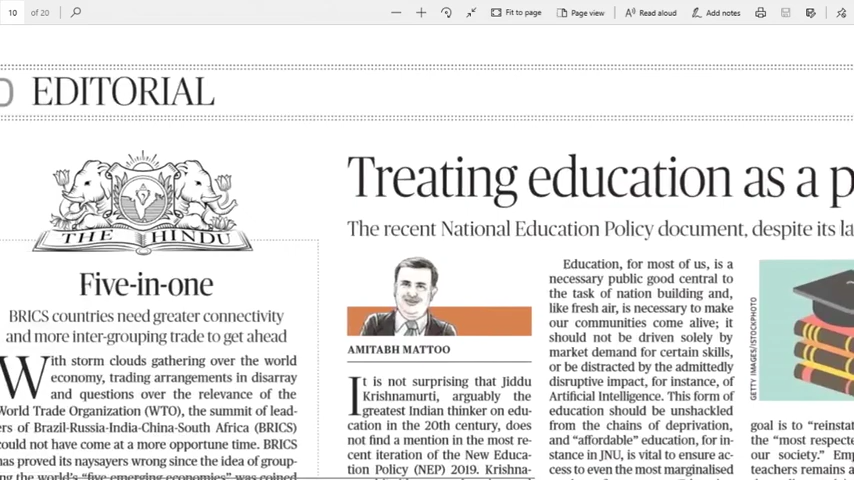 10 of 20
Fit to page
Page view
Read aloud
Add notes
EDITORIAL
THE HINDU
Five-in-one
BRICS countries need greater connectivity
and more inter-grouping trade to get ahead
With storm clouds gathering over the world
economy, trading arrangements in disarray
and questions over the relevance of the
World Trade Organization (WTO), the summit of lead-
ers of Brazil-Russia-India-China-South Africa (BRICS)
could not have come at a more opportune time. BRICS
has proved its naysayers wrong since the idea of group-
ing the world's "five emerging economies" was coined
Treating education as a p
The recent National Education Policy document, despite its la
AMITABH MATTOO
It is not surprising that Jiddu
Krishnamurti, arguably the
greatest Indian thinker on edu-
cation in the 20th century, does
not find a mention in the most re-
cent iteration of the New Educa-
tion Policy (NEP) 2019. Krishna-
Education, for most of us, is a
necessary public good central to
the task of nation building and,
like fresh air, is necessary to make
our communities come alive; it
should not be driven solely by
market demand for certain skills,
or be distracted by the admittedly
disruptive impact, for instance, of
Artificial Intelligence. This form of
education should be unshackled
from the chains of deprivation,
and "affordable" education, for in-
stance in JNU, is vital to ensure ac-
cess to even the most marginalised
GETTY IMAGES/ISTOCKPHOTO
goal is to "reinstat
the "most respecte
our society." Emp
teachers remains a